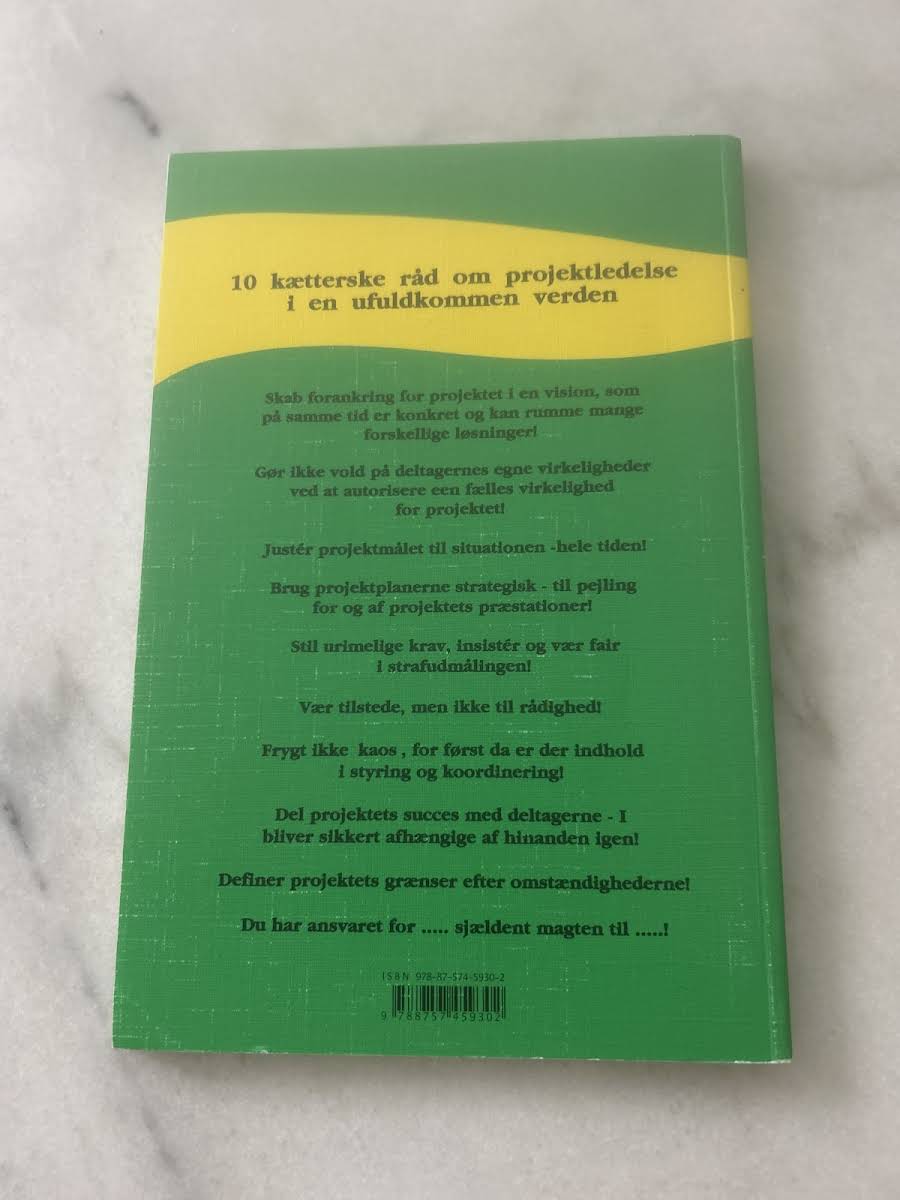 10 kætterske råd om projektledelse
i en ufuldkommen verden
Skab forankring for projektet i en vision, som
på samme tid er konkret og kan rumme mange
forskellige løsninger!
Gør ikke vold på deltagernes egne virkeligheder
ved at autorisere een fælles virkelighed
for projektet!
Justér projektmålet til situationen -hele tiden!
Brug projektplanerne strategisk - til pejling
for og af projektets præstationer!
Stil urimelige krav, insistér og vær fair
i strafudmålingen!
Vær tilstede, men ikke til rådighed!
Frygt ikke kaos , for først da er der indhold
i styring og koordinering!
Del projektets succes med deltagerne - I
bliver sikkert afhængige af hinanden igen!
Definer projektets grænser efter omstændighederne!
Du har ansvaret for ..... sjældent magten til .....!
ISBN 978-87-574-5930-2
9 788757 459302